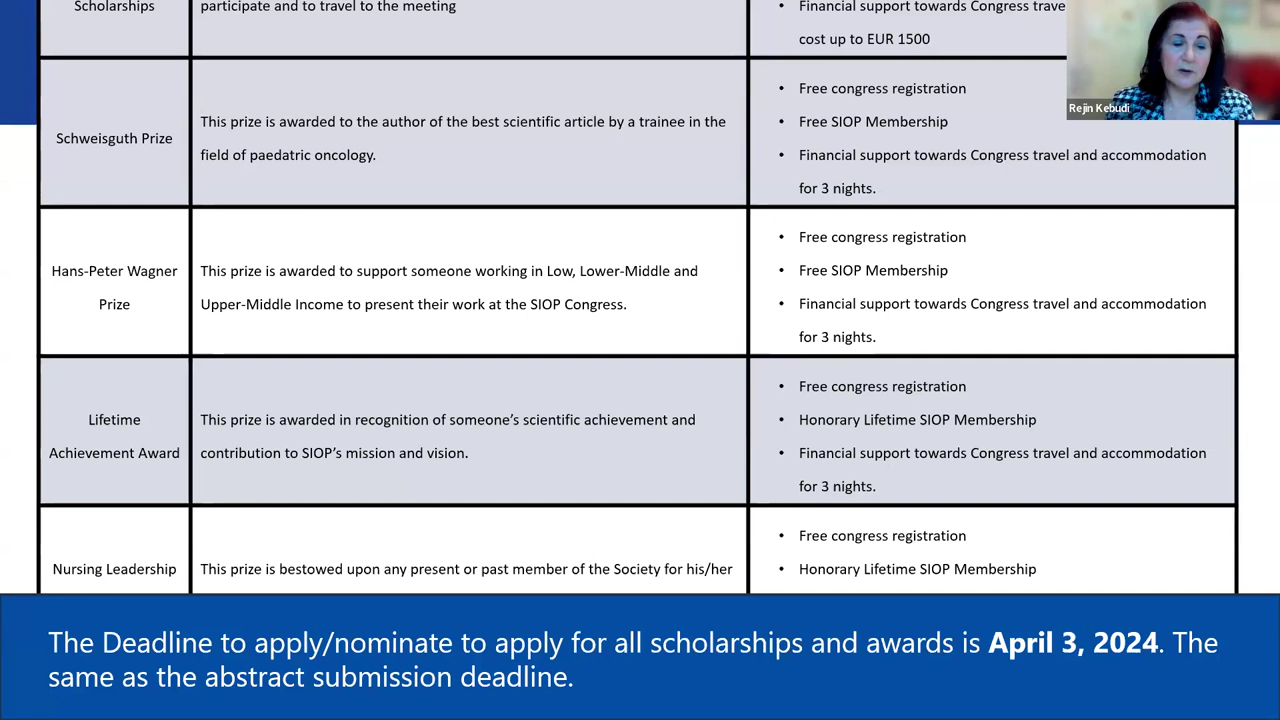 Scholarships
participate and to travel to the meeting
• Financial support towards Congress trave
cost up to EUR 1500
Rejin Kebudi
Schweisguth Prize
This prize is awarded to the author of the best scientific article by a trainee in the
field of paediatric oncology.
• Free congress registration
• Free SIOP Membership
• Financial support towards Congress travel and accommodation
for 3 nights.
Hans-Peter Wagner
Prize
This prize is awarded to support someone working in Low, Lower-Middle and
Upper-Middle Income to present their work at the SIOP Congress.
• Free congress registration
• Free SIOP Membership
• Financial support towards Congress travel and accommodation
for 3 nights.
Lifetime
Achievement Award
This prize is awarded in recognition of someone’s scientific achievement and
contribution to SIOP’s mission and vision.
• Free congress registration
• Honorary Lifetime SIOP Membership
• Financial support towards Congress travel and accommodation
for 3 nights.
Nursing Leadership
This prize is bestowed upon any present or past member of the Society for his/her
• Free congress registration
• Honorary Lifetime SIOP Membership
The Deadline to apply/nominate to apply for all scholarships and awards is April 3, 2024. The
same as the abstract submission deadline.